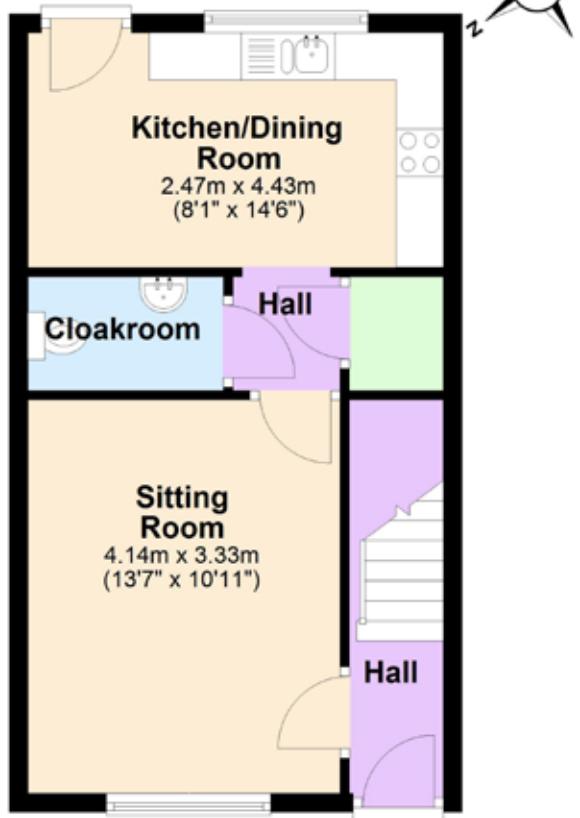 N
Kitchen/Dining
Room
2.47m x 4.43m
(8'1" x 14'6")
Hall
Cloakroom
Sitting
Room
4.14m x 3.33m
(13'7" x 10'11")
Hall